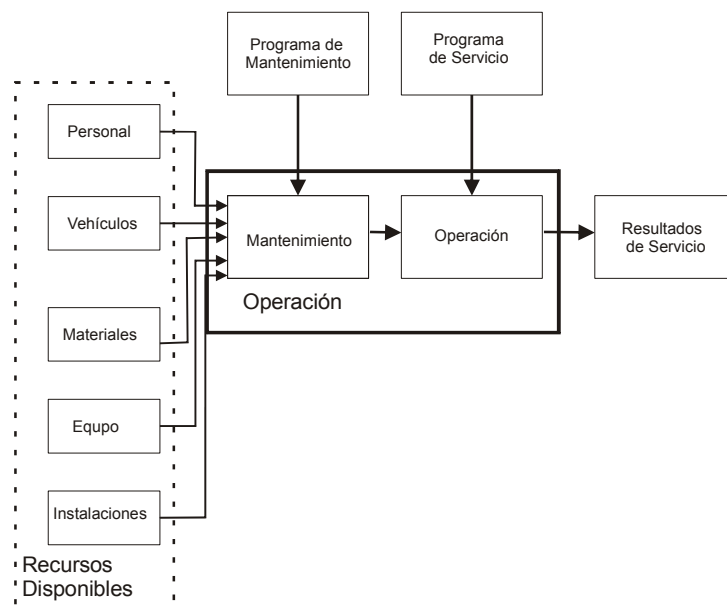 Programa de
Mantenimiento
Programa
de Servicio
Personal
Vehículos
Mantenimiento
Operación
Resultados
de Servicio
Operación
Materiales
Equpo
Instalaciones
Recursos
Disponibles